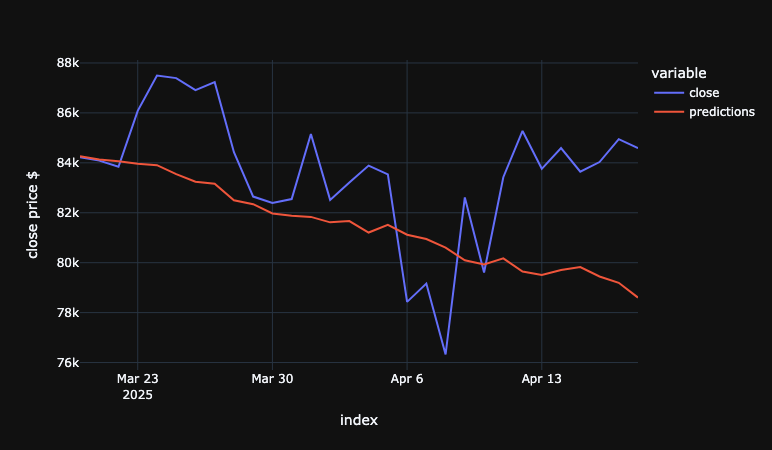 88k
86k
84k
82k
80k
78k
76k
close price $
Mar 23
2025
Mar 30
Apr 6
Apr 13
index
variable
close
predictions